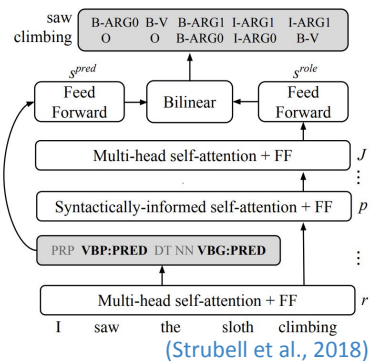 saw B-ARG0 B-V B-ARG1 I-ARG1 I-ARG1
climbing O O B-ARG0 I-ARG0 B-V
s^pred s^role
Feed Forward
Bilinear
Feed Forward
Multi-head self-attention + FF J
...
Syntactically-informed self-attention + FF p
PRP VBP:PRED DT NN VBG:PRED ...
Multi-head self-attention + FF r
I saw the sloth climbing
(Strubell et al., 2018)